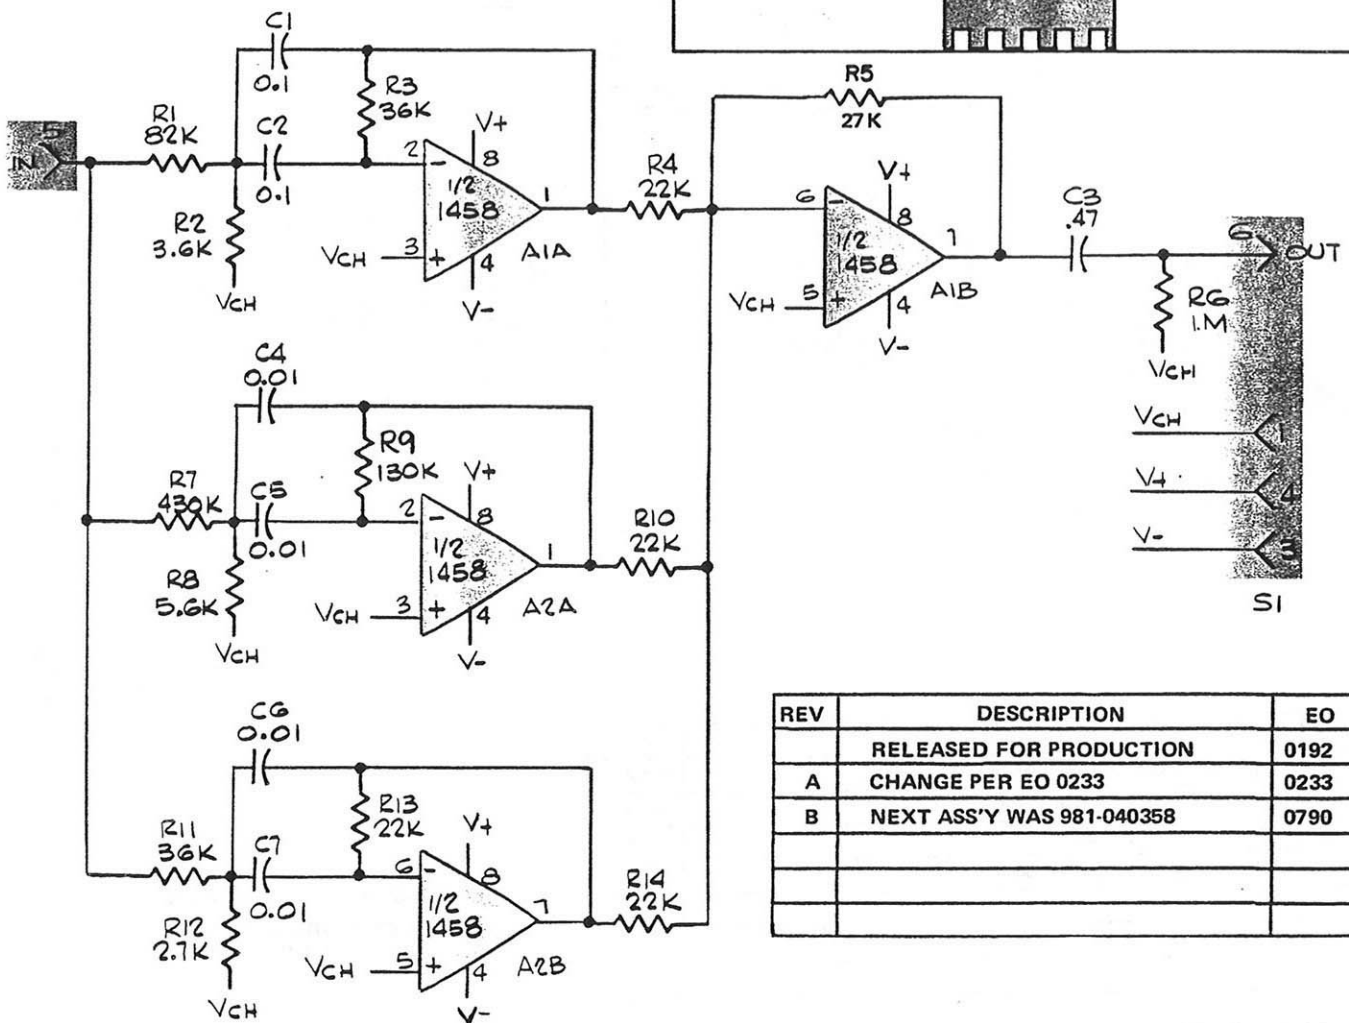 C1
0.1
R3
36K
R5
27K
R1
82K
C2
0.1
5
IN
V+
2
-
8
1/2
1458
1
3
+
4
VCH
A1A
V-
R2
3.6K
VCH
R4
22K
V+
6
-
8
1/2
1458
7
5
+
4
VCH
A1B
V-
C3
.47
6
OUT
R6
1.M
VCH
VCH
1
V+
4
V-
3
S1
C4
0.01
R9
130K
R7
430K
C5
0.01
V+
2
-
8
1/2
1458
1
3
+
4
VCH
A2A
V-
R8
5.6K
VCH
R10
22K
C6
0.01
R13
22K
R11
36K
C7
0.01
V+
6
-
8
1/2
1458
7
5
+
4
VCH
A2B
V-
R12
2.7K
VCH
R14
22K
REV DESCRIPTION EO
RELEASED FOR PRODUCTION 0192
A CHANGE PER EO 0233 0233
B NEXT ASS'Y WAS 981-040358 0790